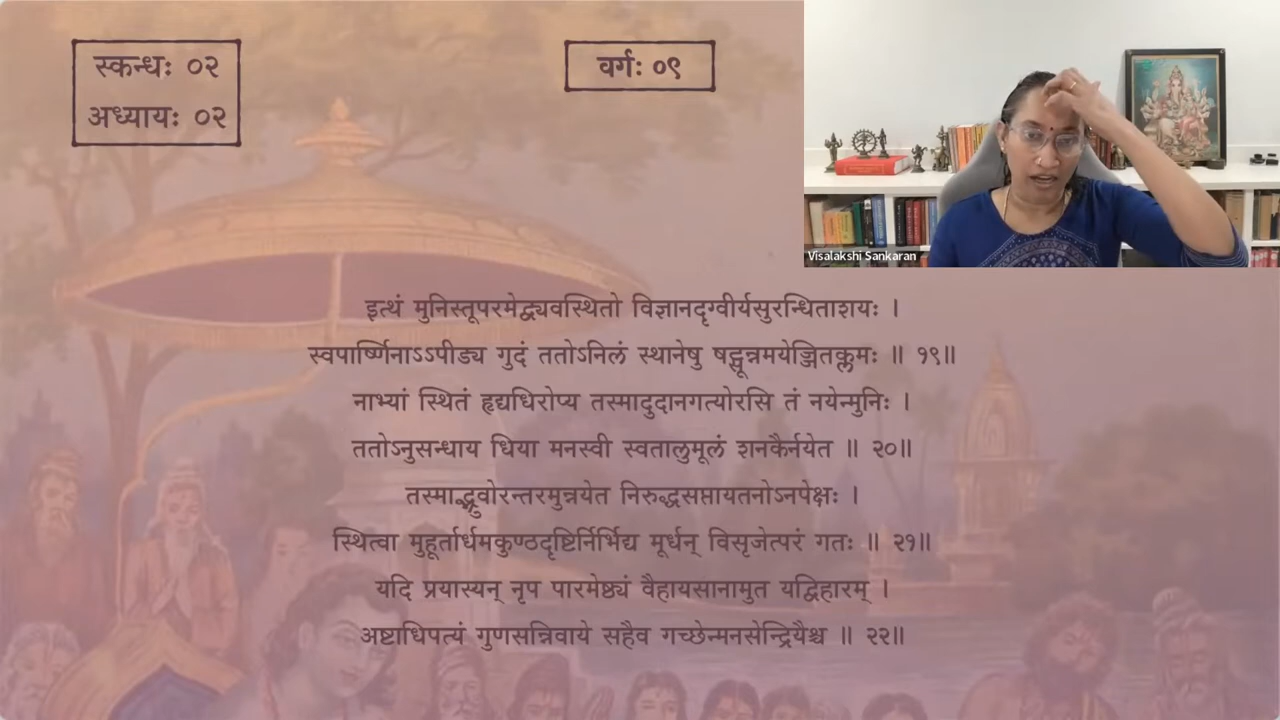 स्कन्धः ०२
अध्यायः ०२
वर्गः ०९
Visalakshi Sankaran
इत्थं मुनिस्तूपरमेद्व्यवस्थितो विज्ञानदृग्वीर्यसुरन्धिताशयः ।
स्वपार्ष्णिनाऽऽपीड्य गुदं ततोऽनिलं स्थानेषु षट्सून्नमयेज्जितक्लमः ॥ १९॥
नाभ्यां स्थितं हृद्यधिरोप्य तस्मादुदानगत्योरसि तं नयेन्मुनिः ।
ततोऽनुसन्धाय धिया मनस्वी स्वतालुमूलं शनकैर्नयेत ॥ २०॥
तस्माद्भ्रुवोरन्तरमुन्नयेत निरुद्धसप्तायतनोऽनपेक्षः ।
स्थित्वा मुहूर्तार्धमकुण्ठदृष्टिर्निर्भिद्य मूर्धन् विसृजेत्परं गतः ॥ २१॥
यदि प्रयास्यन् नृप पारमेष्ठ्यं वैहायसानामुत यद्विहारम् ।
अष्टाधिपत्यं गुणसन्निवाये सहैव गच्छेन्मनसेन्द्रियैश्च ॥ २२॥